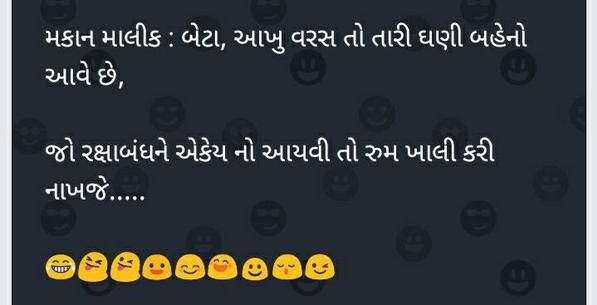 મકાન માલીક : બેટા, આખુ વરસ તો તારી ઘણી બહેનો
આવે છે,
જો રક્ષાબંધને એકેય નો આયવી તો રુમ ખાલી કરી
નાખજે.....
😂😝😜😃😊😄☺😌😉